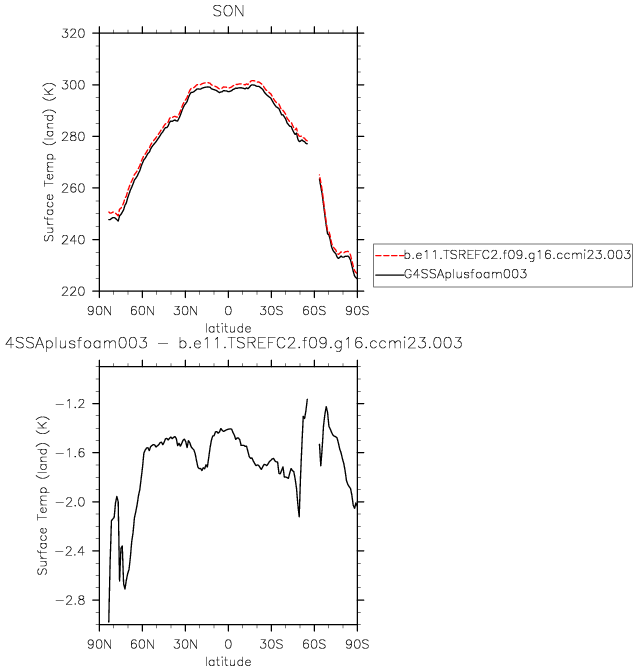 SON
320
300
280
260
240
220
Surface Temp (land) (K)
90N 60N 30N 0 30S 60S 90S
latitude
b.e11.TSREFC2.f09.g16.ccmi23.003
G4SSAplusfoam003
4SSAplusfoam003 − b.e11.TSREFC2.f09.g16.ccmi23.003
−1.2
−1.6
−2.0
−2.4
−2.8
Surface Temp (land) (K)
90N 60N 30N 0 30S 60S 90S
latitude